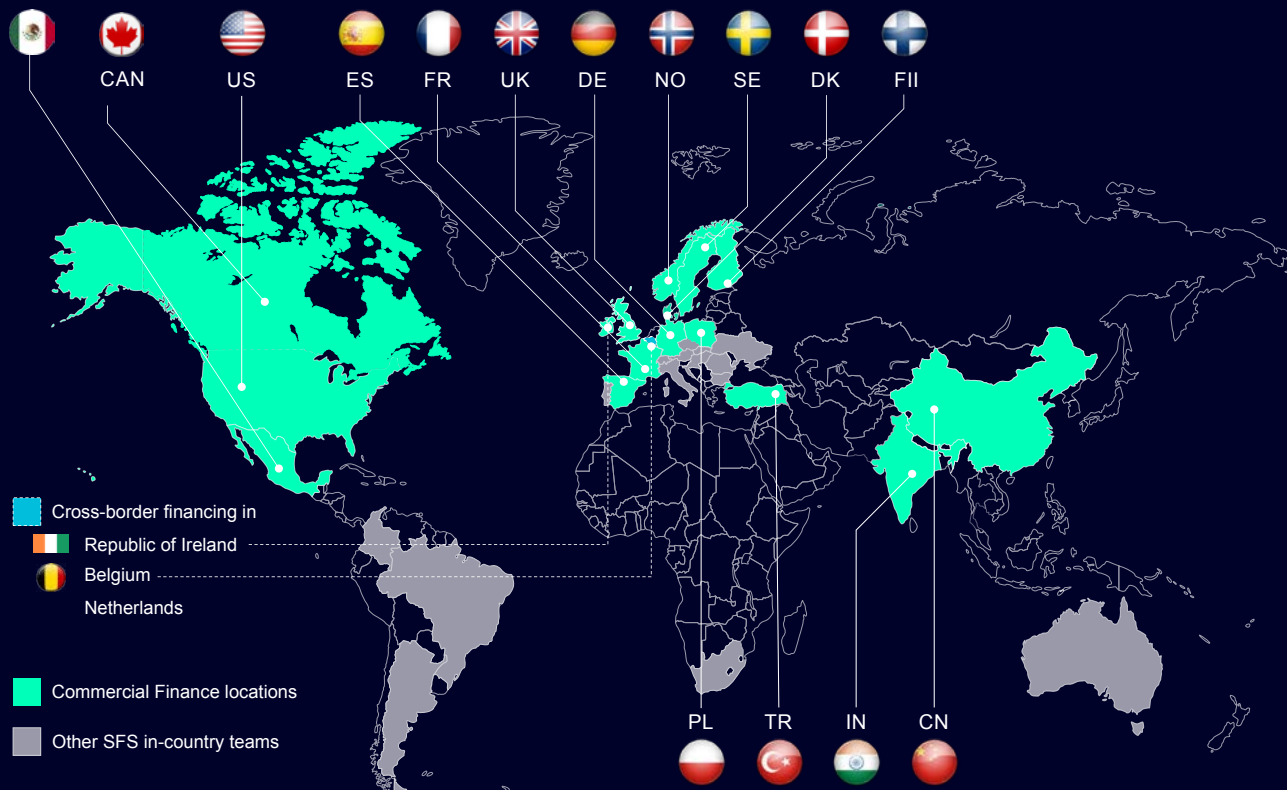 CAN
US
ES
FR
UK
DE
NO
SE
DK
FII
Cross-border financing in
Republic of Ireland
Belgium
Netherlands
Commercial Finance locations
Other SFS in-country teams
PL
TR
IN
CN